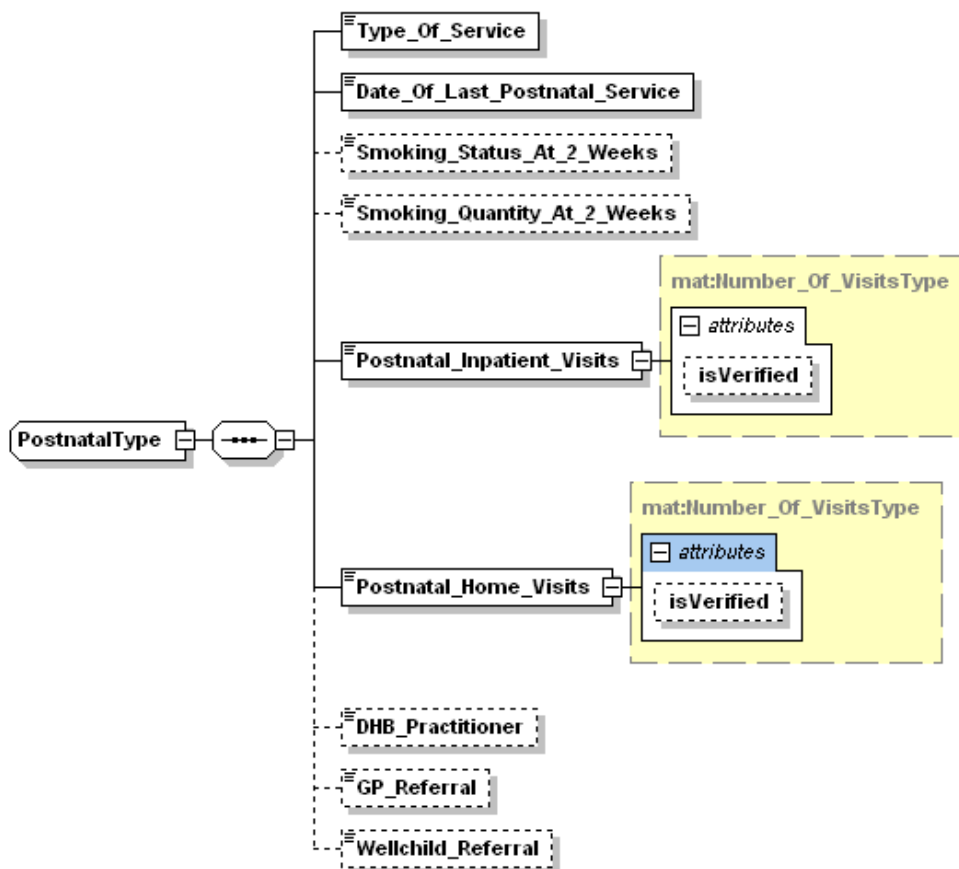 Type_Of_Service
Date_Of_Last_Postnatal_Service
Smoking_Status_At_2_Weeks
Smoking_Quantity_At_2_Weeks
mat:Number_Of_VisitsType
attributes
Postnatal_Inpatient_Visits
isVerified
PostnatalType
mat:Number_Of_VisitsType
attributes
Postnatal_Home_Visits
isVerified
DHB_Practitioner
GP_Referral
Wellchild_Referral